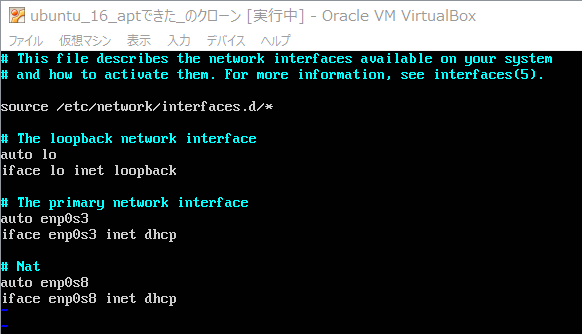 ubuntu_16_aptできた_のクローン [実行中] - Oracle VM VirtualBox
ファイル 仮想マシン 表示 入力 デバイス ヘルプ
# This file describes the network interfaces available on your system
# and how to activate them. For more information, see interfaces(5).
source /etc/network/interfaces.d/*
# The loopback network interface
auto lo
iface lo inet loopback
# The primary network interface
auto enp0s3
iface enp0s3 inet dhcp
# Nat
auto enp0s8
iface enp0s8 inet dhcp